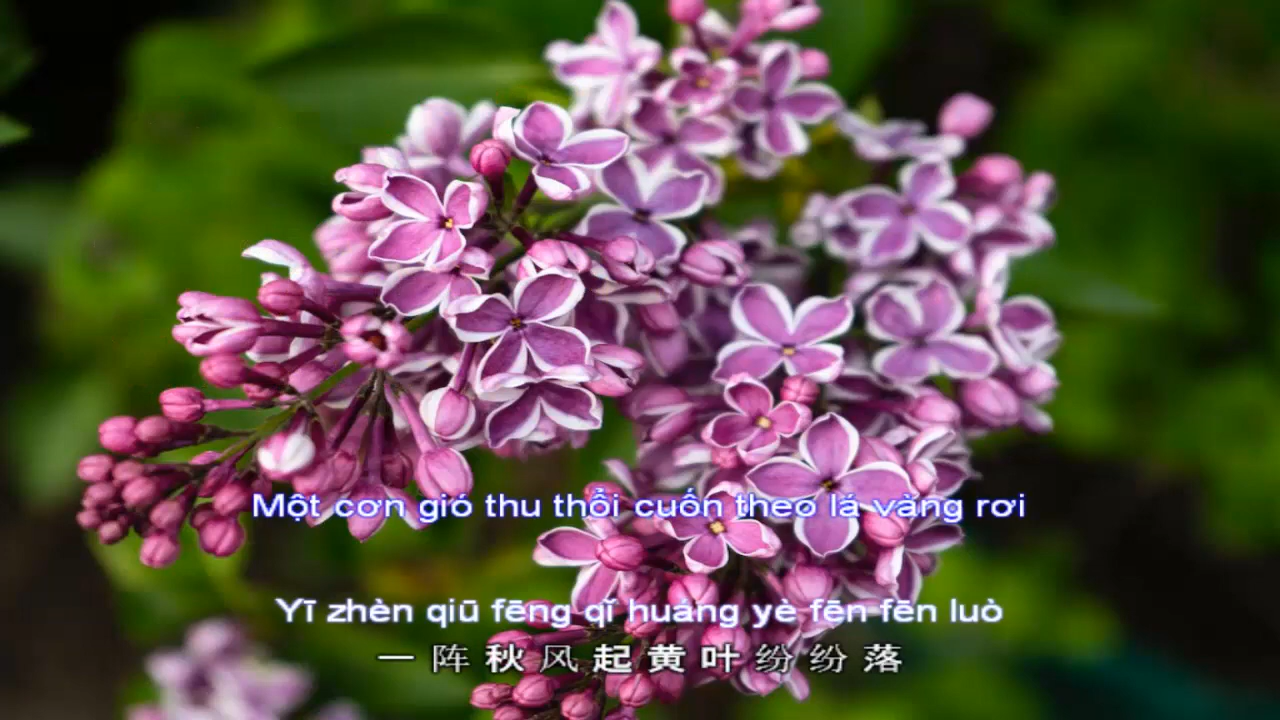 Một cơn gió thu thổi cuốn theo lá vàng rơi
Yī zhèn qiū fēng qǐ huáng yè fēn fēn luò
一 阵 秋 风 起 黄 叶 纷 纷 落